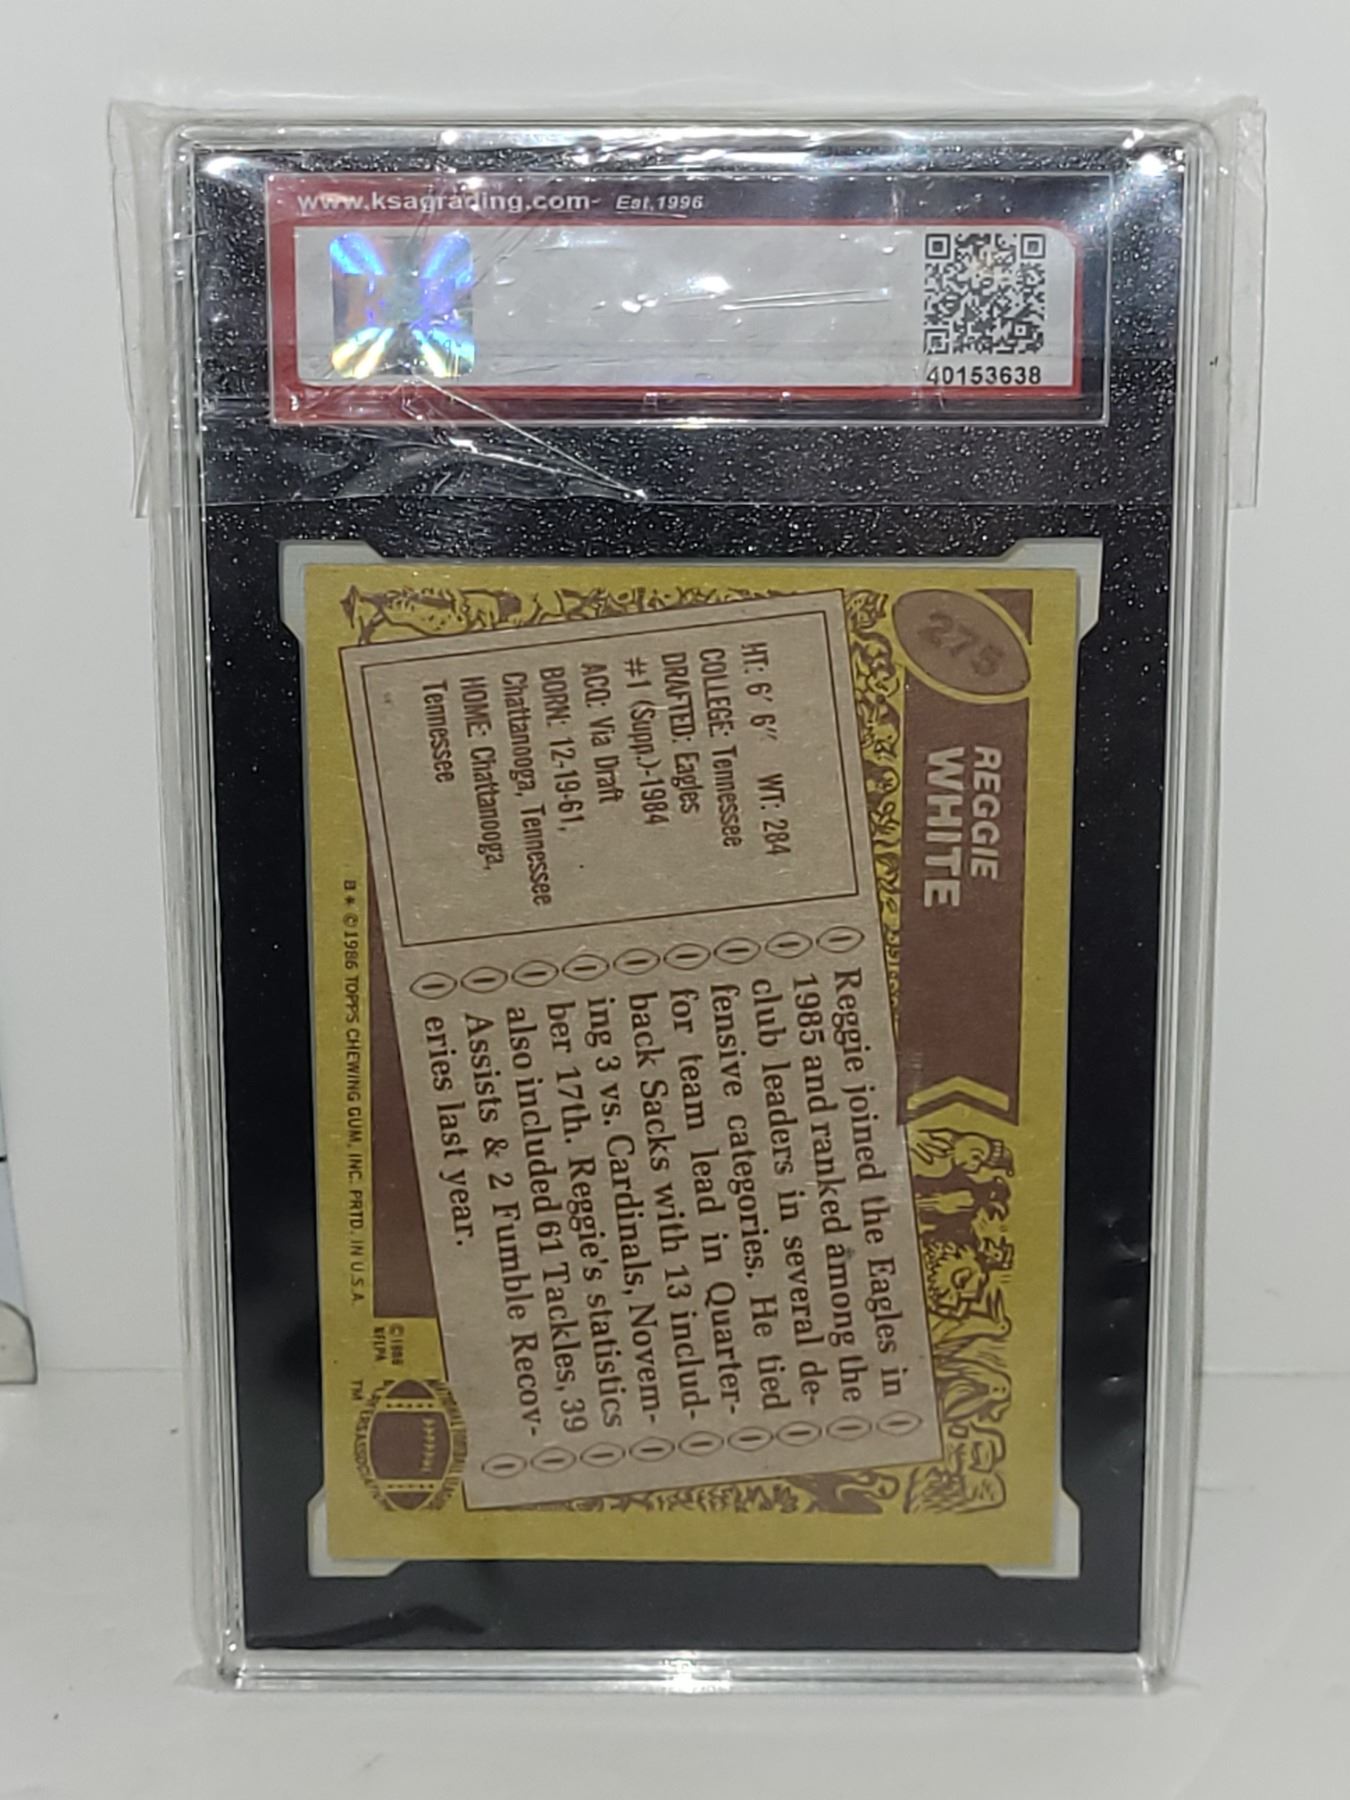 www.ksagrading.com- Est.1996
40153638
275
REGGIE
WHITE
HT: 6' 6" WT: 284
COLLEGE: Tennessee
DRAFTED: Eagles
#1 (Supp.)-1984
ACQ: Via Draft
BORN: 12-19-61,
Chattanooga, Tennessee
HOME: Chattanooga,
Tennessee
Reggie joined the Eagles in
1985 and ranked among the
club leaders in several de-
fensive categories. He tied
for team lead in Quarter-
back Sacks with 13 includ-
ing 3 vs. Cardinals, Novem-
ber 17th. Reggie's statistics
also included 61 Tackles, 39
Assists & 2 Fumble Recov-
eries last year.
B * © 1986 TOPPS CHEWING GUM, INC. PRTD. IN U.S.A.
© 1986
NFLPA
TM